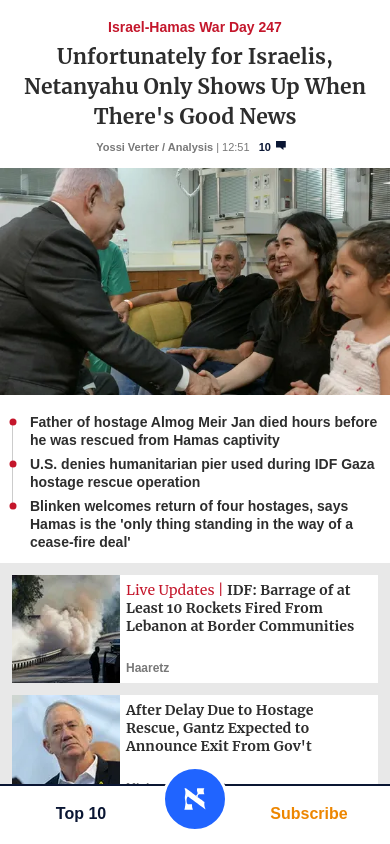 Israel-Hamas War Day 247
Unfortunately for Israelis,
Netanyahu Only Shows Up When
There's Good News
Yossi Verter / Analysis | 12:51 10
Father of hostage Almog Meir Jan died hours before
he was rescued from Hamas captivity
U.S. denies humanitarian pier used during IDF Gaza
hostage rescue operation
Blinken welcomes return of four hostages, says
Hamas is the 'only thing standing in the way of a
cease-fire deal'
Live Updates | IDF: Barrage of at
Least 10 Rockets Fired From
Lebanon at Border Communities
Haaretz
After Delay Due to Hostage
Rescue, Gantz Expected to
Announce Exit From Gov't
Top 10
Subscribe